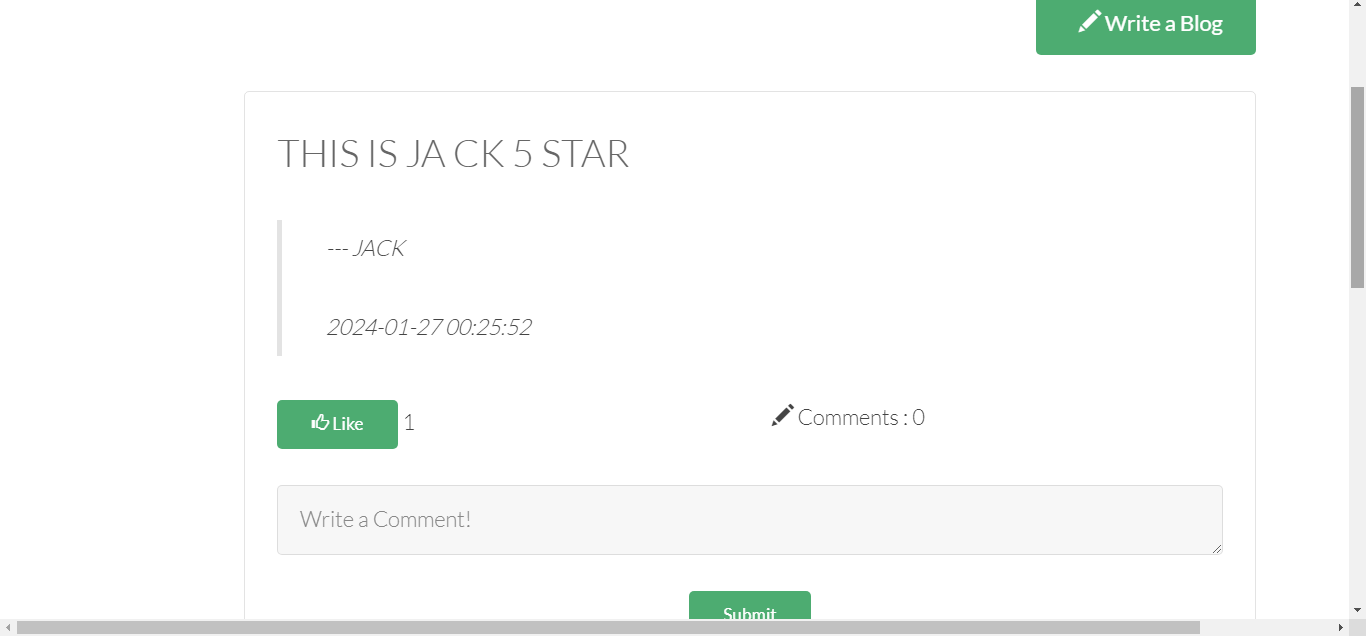 Write a Blog
THIS IS JA CK 5 STAR
--- JACK
2024-01-27 00:25:52
Like 1
Comments : 0
Write a Comment!
Submit